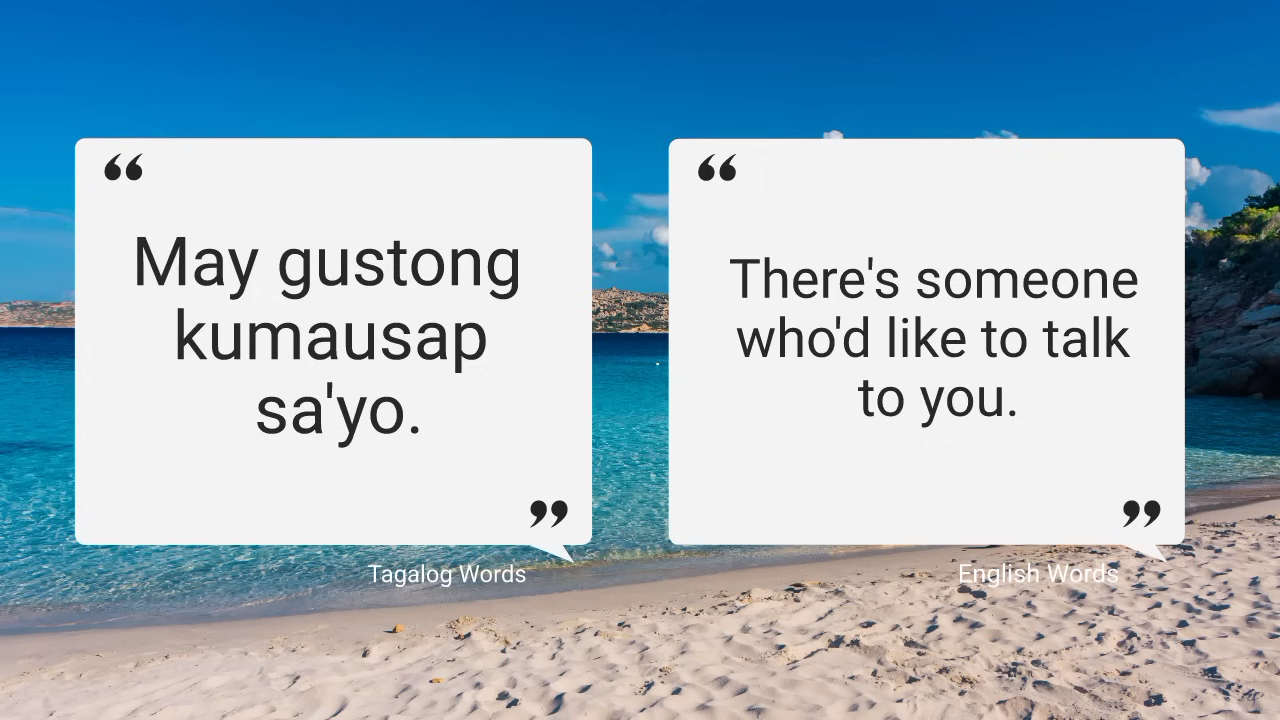 “
May gustong
kumausap
sa'yo.
”
Tagalog Words
“
There's someone
who'd like to talk
to you.
”
English Words